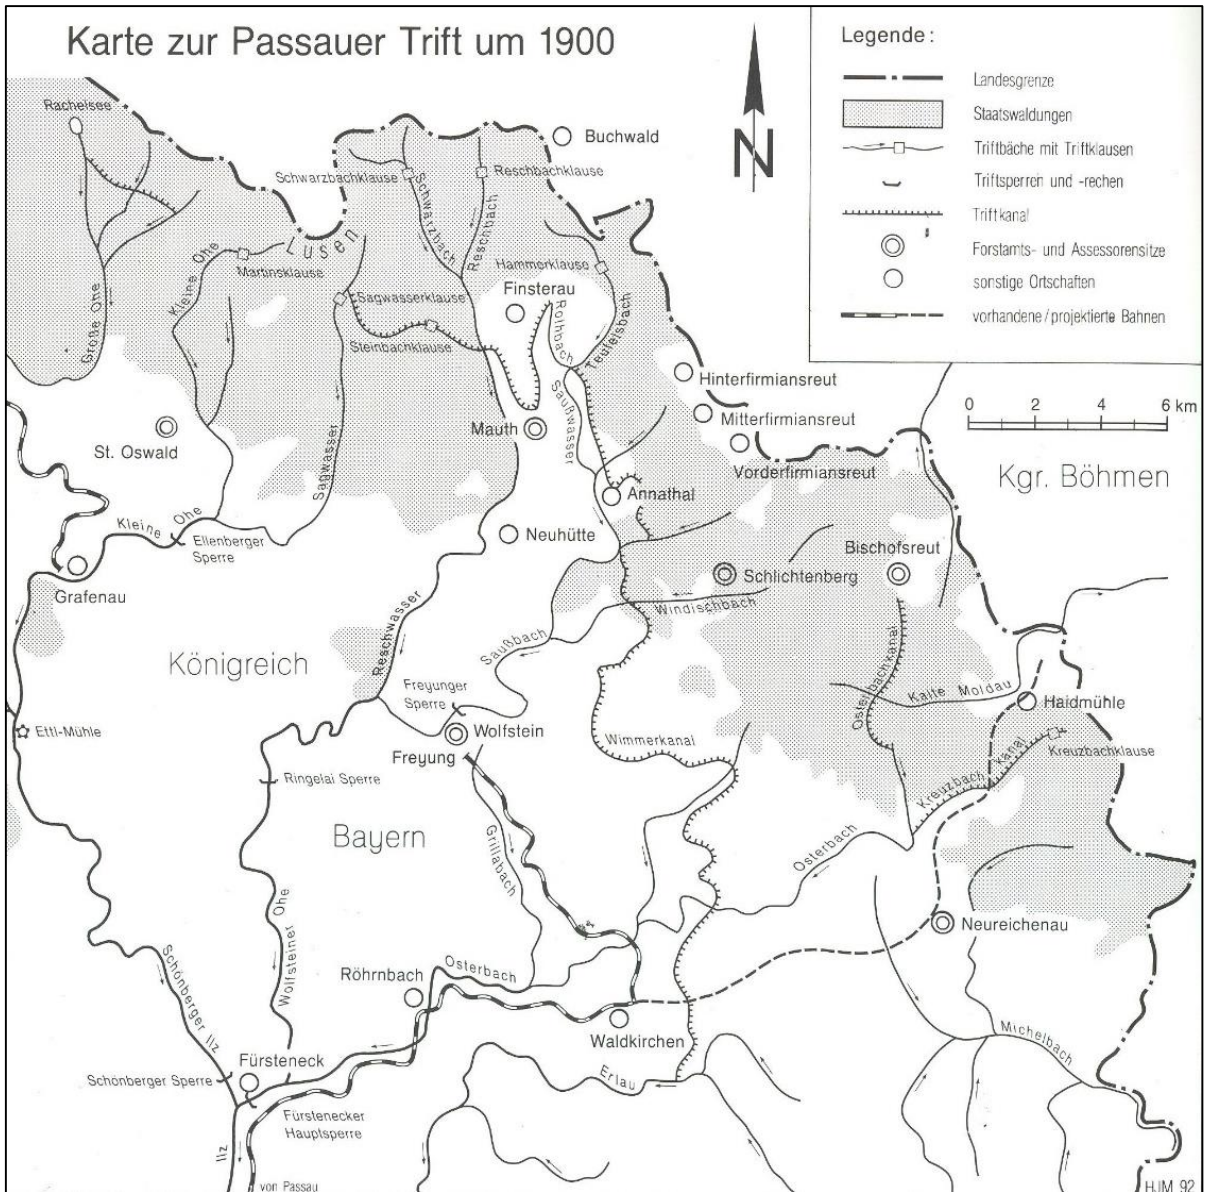 Karte zur Passauer Trift um 1900
Legende:
Landesgrenze
Staatswaldungen
Triftbäche mit Triftklausen
Triftsperren und -rechen
Triftkanal
Forstamts- und Assessorensitze
sonstige Ortschaften
vorhandene/projektierte Bahnen
N
0 2 4 6 km
Rachelsee
Buchwald
Schwarzbachklause
Reschbachklause
Schwarzbach
Reschbach
Lusen
Kleine Ohe
Martinsklause
Hammerklause
Große Ohe
Sagwasserklause
Finsterau
Rolhbach
Teufelsbach
Steinbachklause
Hinterfirmiansreut
Mitterfirmiansreut
Vorderfirmiansreut
Saußwasser
Mauth
St. Oswald
Sagwasser
Kgr. Böhmen
Annathal
Kleine Ohe
Ellenberger
Sperre
Neuhütte
Bischofsreut
Schlichtenberg
Grafenau
Windischbach
Reschwasser
Saußbach
Königreich
Osterbachkanal
Kalte Moldau
Haidmühle
Freyunger
Sperre
Wolfstein
Freyung
Ettl-Mühle
Wimmerkanal
Kreuzbachklause
Kreuzbach kanal
Ringelai Sperre
Bayern
Grillabach
Osterbach
Wolfsteiner Ohe
Neureichenau
Schönberger Ilz
Röhrnbach
Osterbach
Waldkirchen
Michelbach
Fürsteneck
Schönberger Sperre
Erlau
Fürstenecker
Hauptsperre
Ilz
von Passau
HJM 92